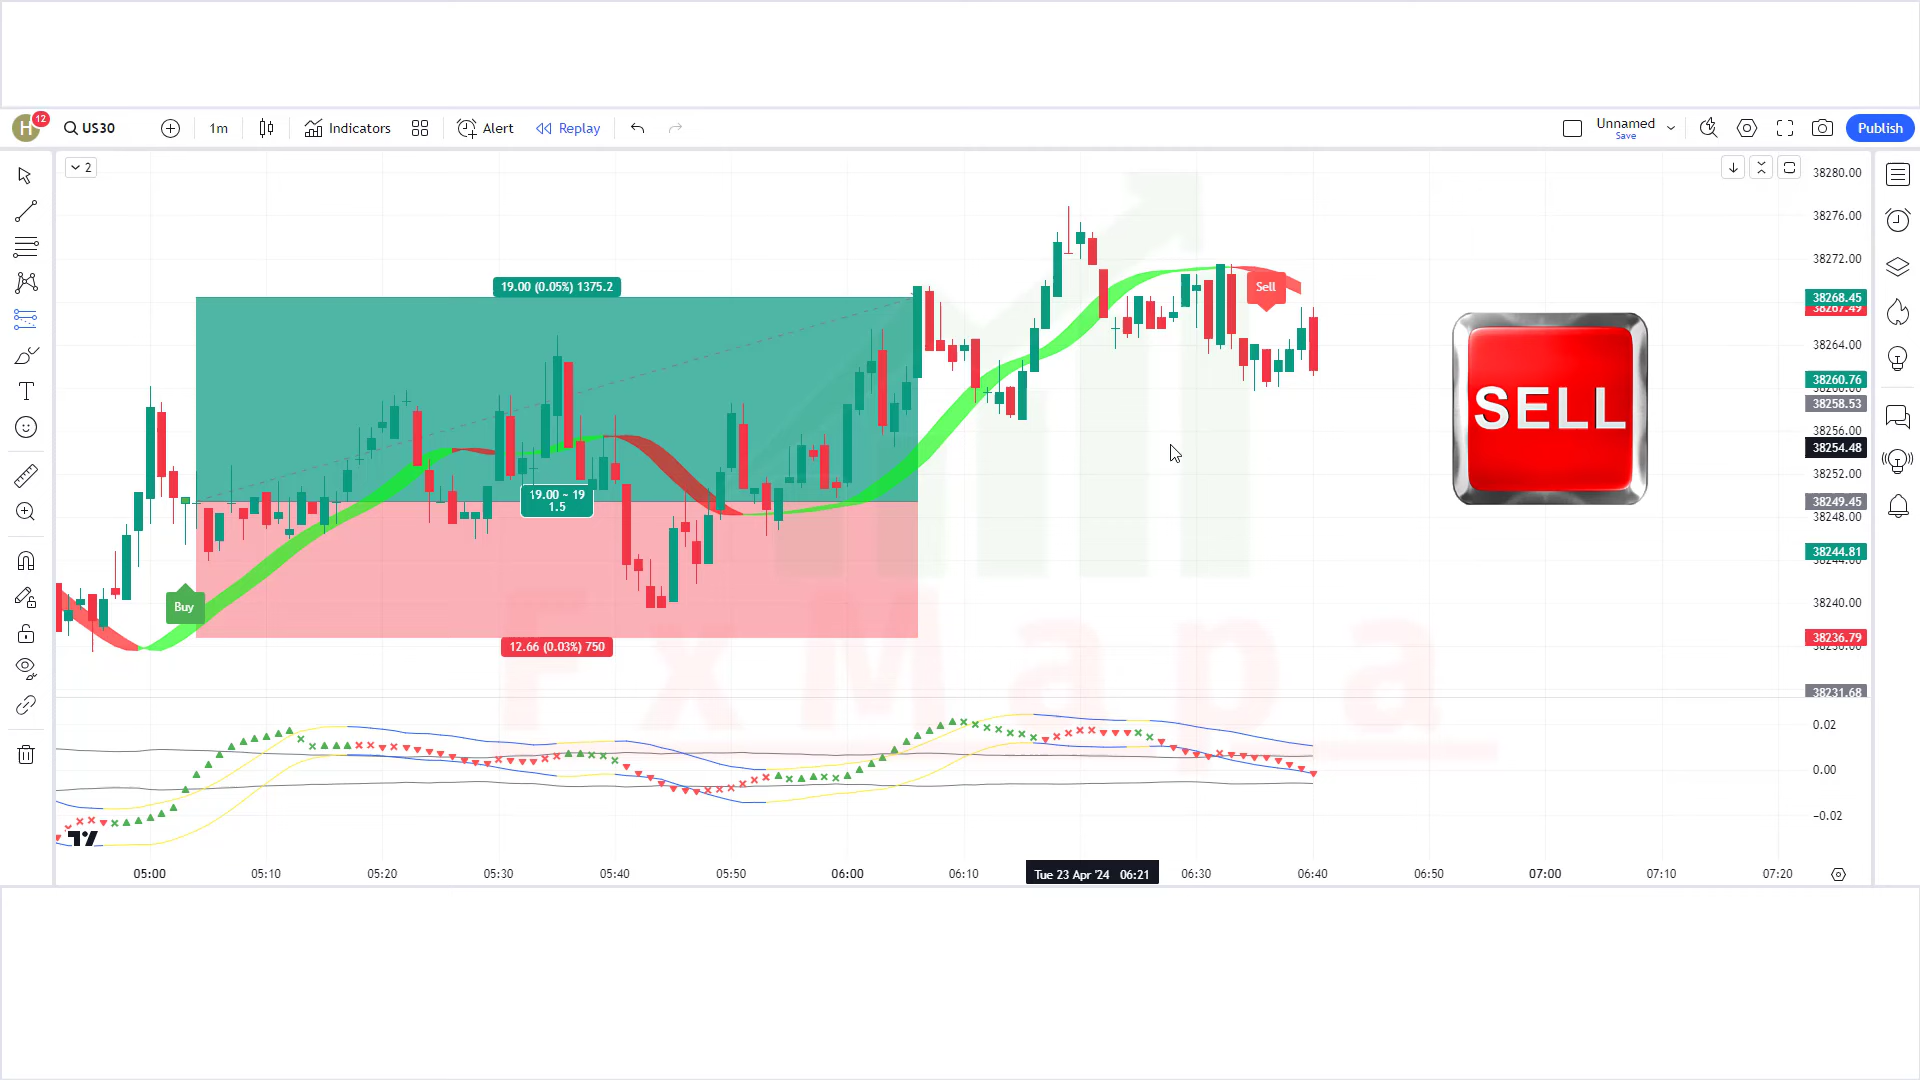 H 12 US30 1m Indicators Alert Replay Unnamed Save Publish
2
38280.00
38276.00
38272.00
38268.45
38267.49
38264.00
38260.76
38258.53
38256.00
38254.48
38252.00
38249.45
38248.00
38244.81
38240.00
38236.79
38231.68
19.00 (0.05%) 1375.2
Sell
SELL
19.00 ~ 19
1.5
Buy
12.66 (0.03%) 750
FxMapa
0.02
0.00
−0.02
05:00 05:10 05:20 05:30 05:40 05:50 06:00 06:10 Tue 23 Apr '24 06:21 06:30 06:40 06:50 07:00 07:10 07:20